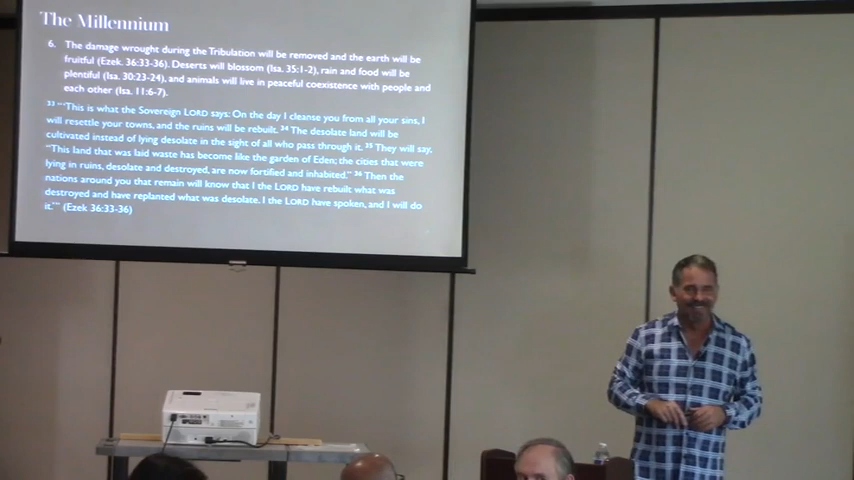 The Millennium
6. The damage wrought during the Tribulation will be removed and the earth will be
fruitful (Ezek. 36:33-36). Deserts will blossom (Isa. 35:1-2), rain and food will be
plentiful (Isa. 30:23-24), and animals will live in peaceful coexistence with people and
each other (Isa. 11:6-7).
33 "‘This is what the Sovereign LORD says: On the day I cleanse you from all your sins, I
will resettle your towns, and the ruins will be rebuilt. 34 The desolate land will be
cultivated instead of lying desolate in the sight of all who pass through it. 35 They will say,
"This land that was laid waste has become like the garden of Eden; the cities that were
lying in ruins, desolate and destroyed, are now fortified and inhabited." 36 Then the
nations around you that remain will know that I the LORD have rebuilt what was
destroyed and have replanted what was desolate. I the LORD have spoken, and I will do
it.’" (Ezek 36:33-36)